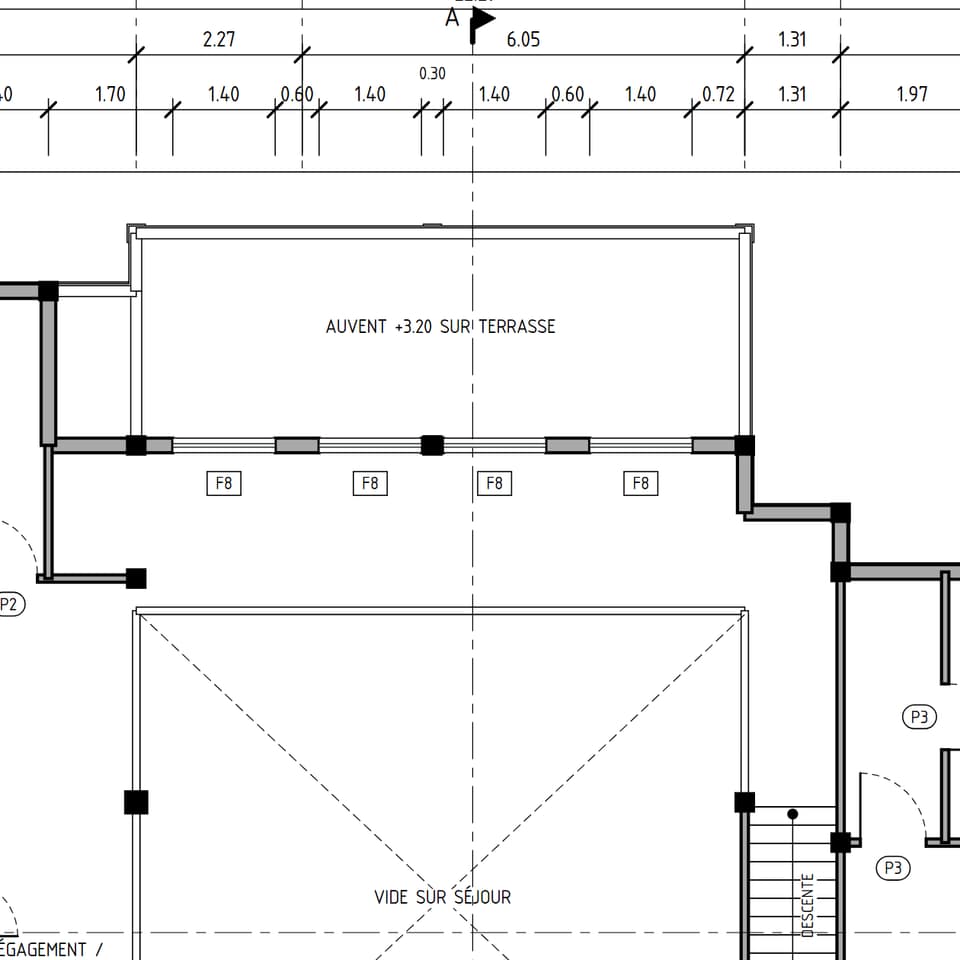 A
2.27 6.05 1.31
0.30
1.70 1.40 0.60 1.40 1.40 0.60 1.40 0.72 1.31 1.97
AUVENT +3.20 SUR TERRASSE
F8 F8 F8 F8
P2
P3
P3
VIDE SUR SÉJOUR
DESCENTE
ÉGAGEMENT /